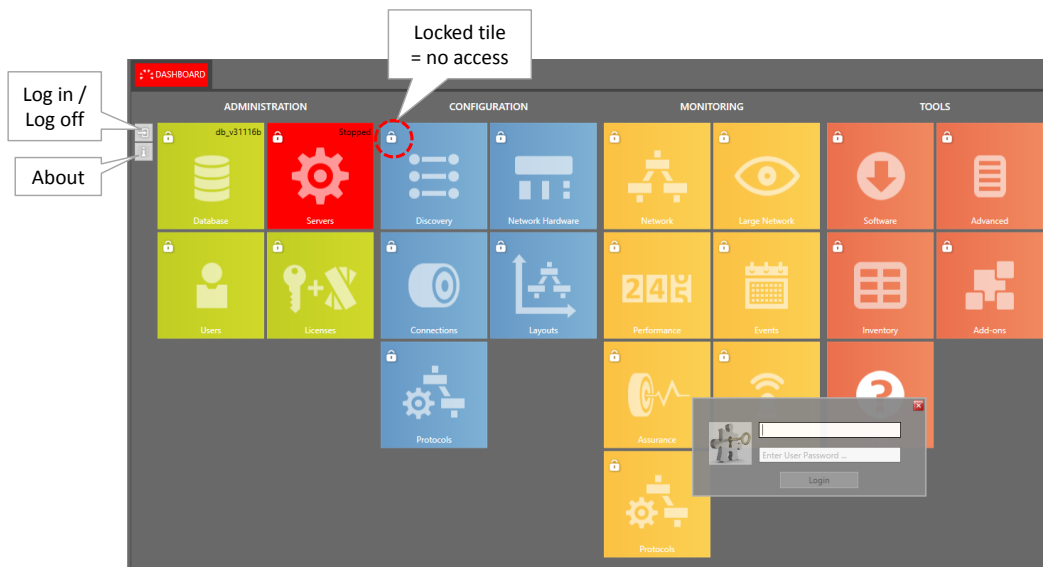 Locked tile
= no access
Log in /
Log off
About
DASHBOARD
ADMINISTRATION
CONFIGURATION
MONITORING
TOOLS
db_v31116b
Stopped
Database
Servers
Discovery
Network Hardware
Network
Large Network
Software
Advanced
Users
Licenses
Connections
Layouts
245
Performance
Events
Inventory
Add-ons
Protocols
Assurance
?
Enter User Password ...
Login
Protocols